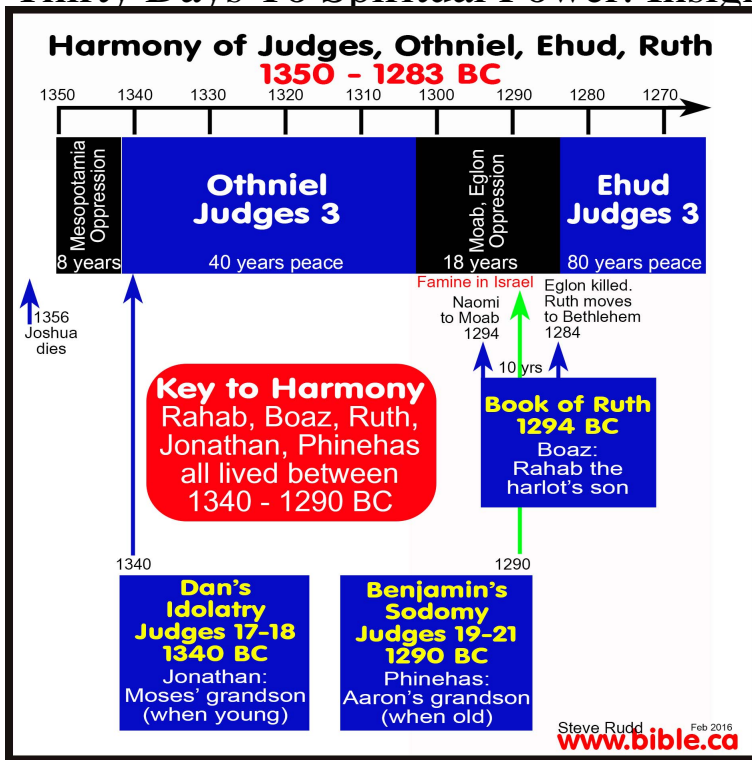 Thirty Days To Spiritual Power: Insig
Harmony of Judges, Othniel, Ehud, Ruth
1350 - 1283 BC
1350 1340 1330 1320 1310 1300 1290 1280 1270
Mesopotamia
Oppression
8 years
Othniel
Judges 3
40 years peace
Moab, Eglon
Oppression
18 years
Ehud
Judges 3
80 years peace
1356
Joshua
dies
Famine in Israel
Naomi
to Moab
1294
Eglon killed.
Ruth moves
to Bethlehem
1284
10 yrs
Key to Harmony
Rahab, Boaz, Ruth,
Jonathan, Phinehas
all lived between
1340 - 1290 BC
Book of Ruth
1294 BC
Boaz:
Rahab the
harlot's son
1340
Dan's
Idolatry
Judges 17-18
1340 BC
Jonathan:
Moses' grandson
(when young)
1290
Benjamin's
Sodomy
Judges 19-21
1290 BC
Phinehas:
Aaron's grandson
(when old)
Steve Rudd Feb 2016
www.bible.ca